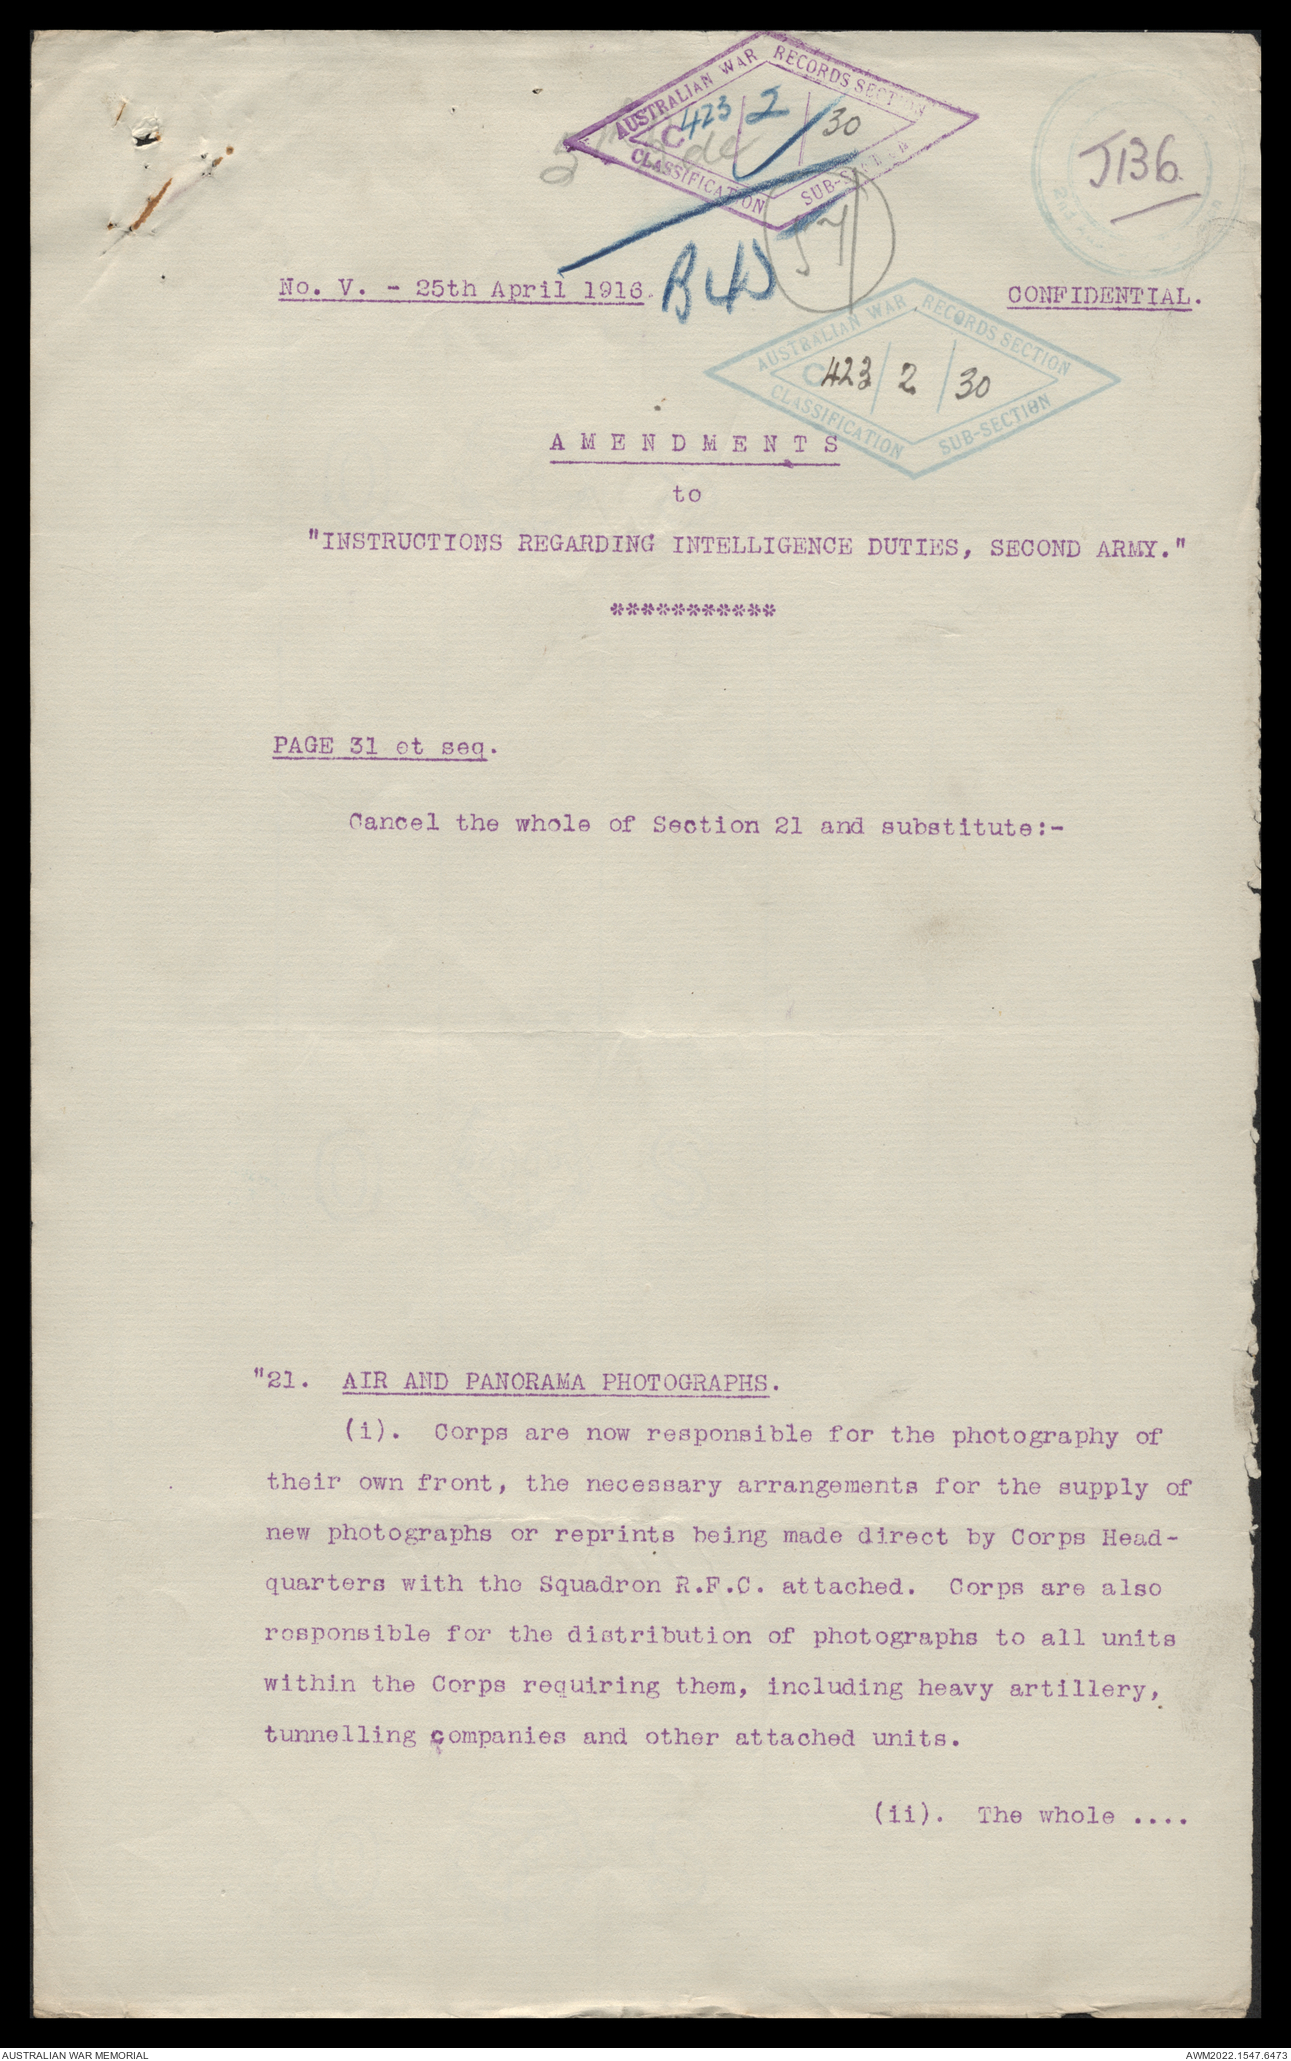 AUSTRALIAN WAR RECORDS SECTION
C 423 / 2 / 30
CLASSIFICATION SUB-SECTION
J136
57
B40
No. V. - 25th April 1916.
CONFIDENTIAL.
AUSTRALIAN WAR RECORDS SECTION
C 423 / 2 / 30
CLASSIFICATION SUB-SECTION
A M E N D M E N T S
to
"INSTRUCTIONS REGARDING INTELLIGENCE DUTIES, SECOND ARMY."
***********
PAGE 31 et seq.
Cancel the whole of Section 21 and substitute:-
"21. AIR AND PANORAMA PHOTOGRAPHS.
(i). Corps are now responsible for the photography of
their own front, the necessary arrangements for the supply of
new photographs or reprints being made direct by Corps Head-
quarters with the Squadron R.F.C. attached. Corps are also
responsible for the distribution of photographs to all units
within the Corps requiring them, including heavy artillery,
tunnelling companies and other attached units.
(ii). The whole ....
AUSTRALIAN WAR MEMORIAL
AWM2022.1547.6473